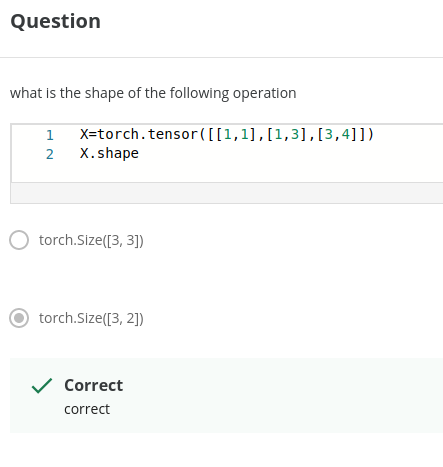 Question
what is the shape of the following operation
1 X=torch.tensor([[1,1],[1,3],[3,4]])
2 X.shape
torch.Size([3, 3])
torch.Size([3, 2])
Correct
correct